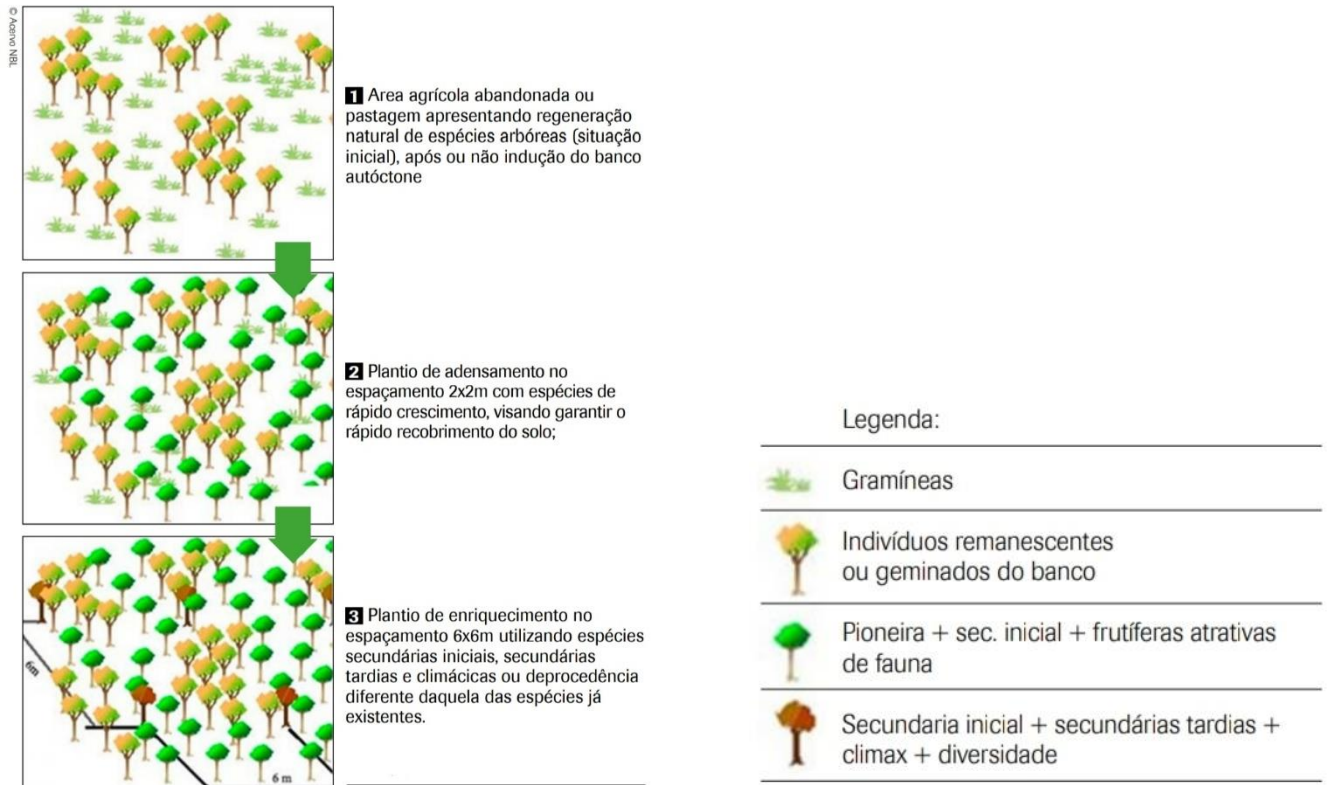 © Acervo NBL
1 Area agrícola abandonada ou
pastagem apresentando regeneração
natural de espécies arbóreas (situação
inicial), após ou não indução do banco
autóctone
2 Plantio de adensamento no
espaçamento 2x2m com espécies de
rápido crescimento, visando garantir o
rápido recobrimento do solo;
3 Plantio de enriquecimento no
espaçamento 6x6m utilizando espécies
secundárias iniciais, secundárias
tardias e climácicas ou deprocedência
diferente daquela das espécies já
existentes.
6m
6 m
Legenda:
Gramíneas
Indivíduos remanescentes
ou geminados do banco
Pioneira + sec. inicial + frutíferas atrativas
de fauna
Secundaria inicial + secundárias tardias +
climax + diversidade